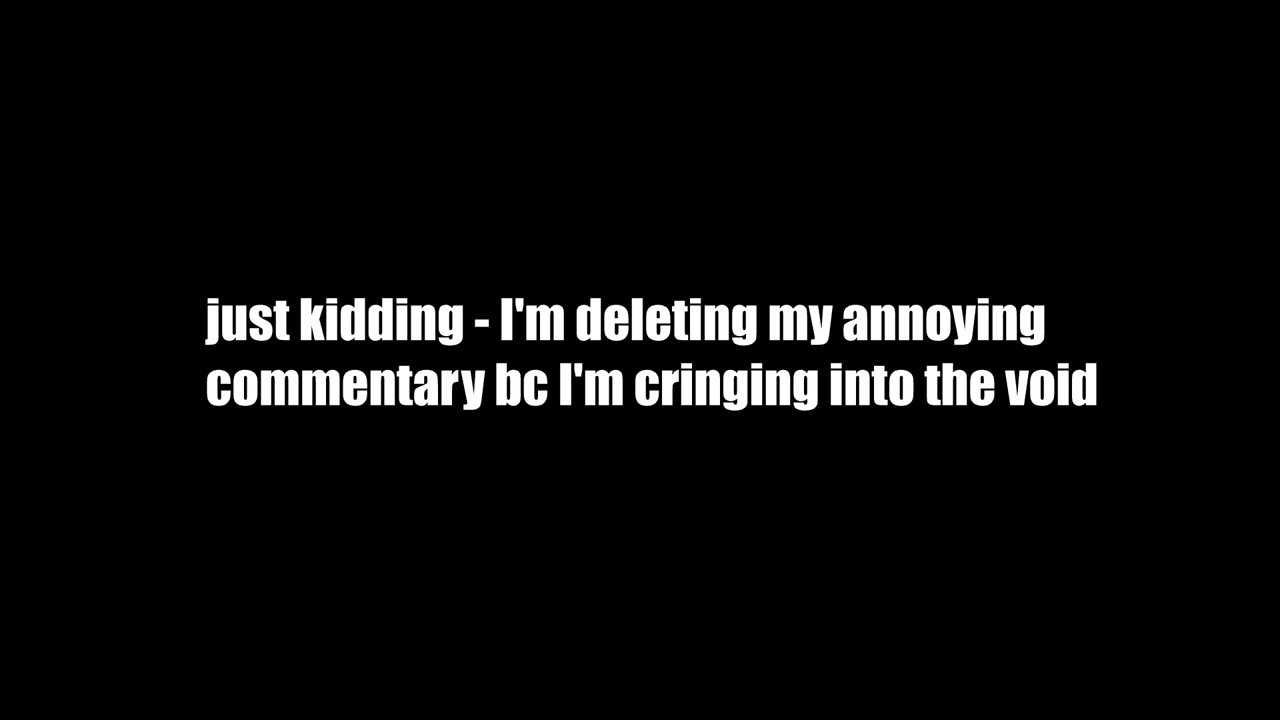 just kidding - I'm deleting my annoying
commentary bc I'm cringing into the void